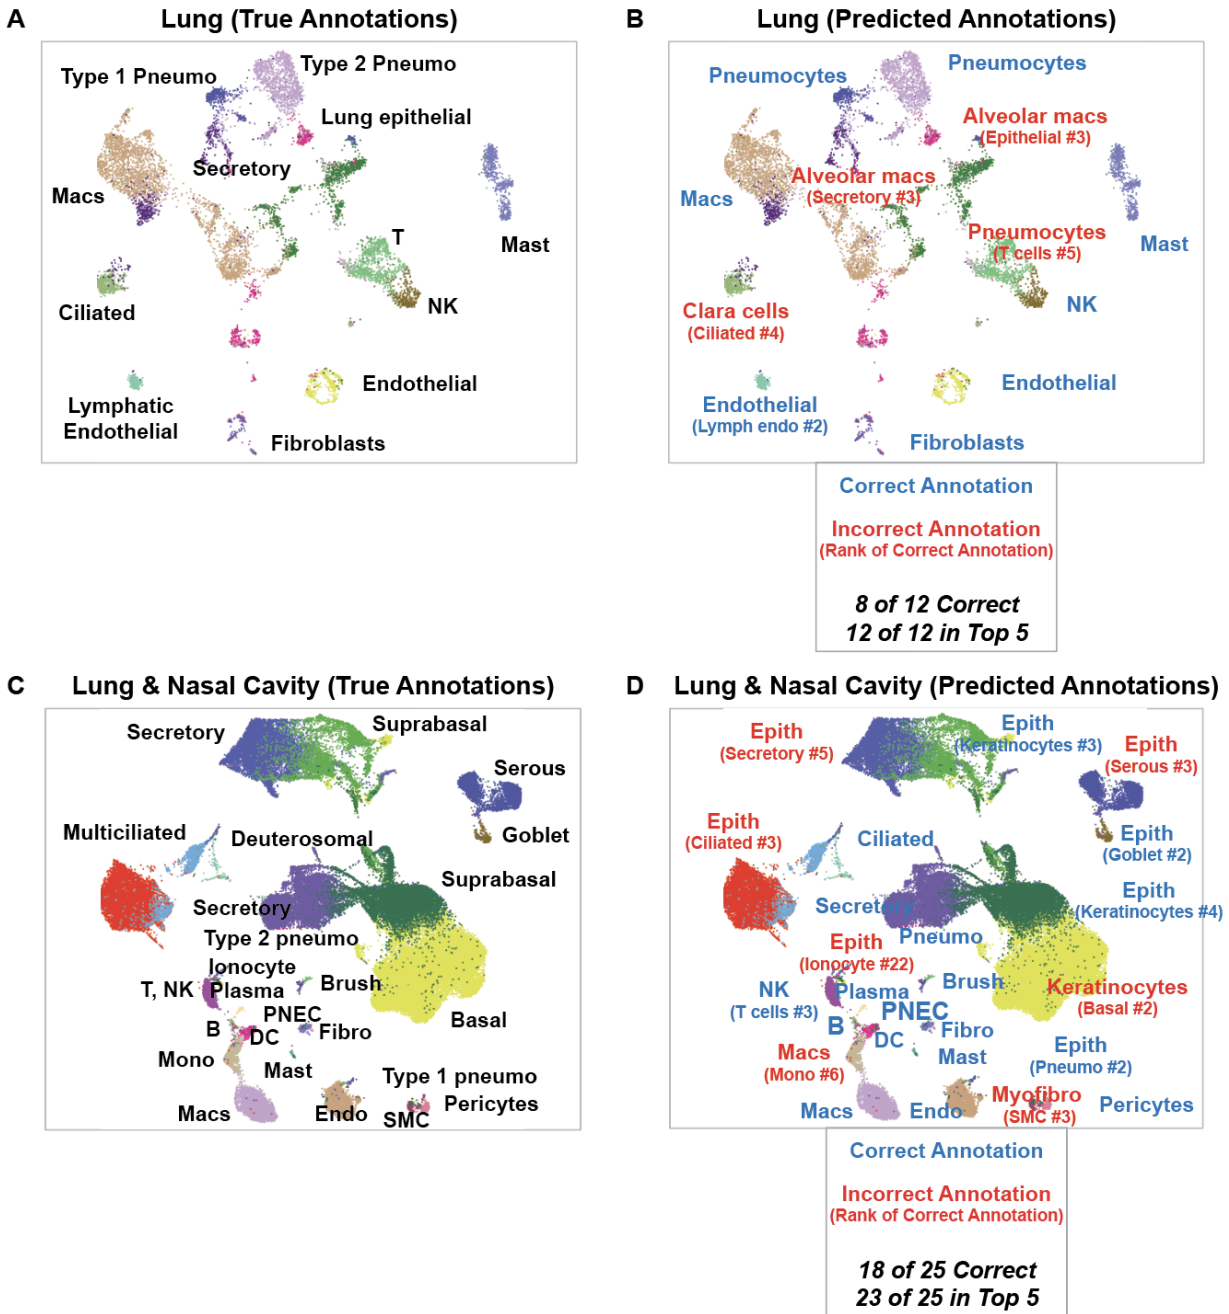 A Lung (True Annotations)
Type 1 Pneumo
Type 2 Pneumo
Lung epithelial
Secretory
Macs
Mast
T
NK
Ciliated
Endothelial
Lymphatic
Endothelial
Fibroblasts
B Lung (Predicted Annotations)
Pneumocytes
Pneumocytes
Alveolar macs
(Epithelial #3)
Alveolar macs
(Secretory #3)
Macs
Pneumocytes
(T cells #5)
Mast
NK
Clara cells
(Ciliated #4)
Endothelial
Endothelial
(Lymph endo #2)
Fibroblasts
Correct Annotation
Incorrect Annotation
(Rank of Correct Annotation)
8 of 12 Correct
12 of 12 in Top 5
C Lung & Nasal Cavity (True Annotations)
Secretory
Suprabasal
Serous
Goblet
Multiciliated
Deuterosomal
Suprabasal
Secretory
Type 2 pneumo
Ionocyte
T, NK
Plasma
Brush
Basal
PNEC
B
DC
Fibro
Mono
Mast
Type 1 pneumo
Macs
Endo
Pericytes
SMC
D Lung & Nasal Cavity (Predicted Annotations)
Epith
(Secretory #5)
Epith
(Keratinocytes #3)
Epith
(Serous #3)
Epith
(Ciliated #3)
Ciliated
Epith
(Goblet #2)
Epith
(Keratinocytes #4)
Secretory
Pneumo
Epith
(Ionocyte #22)
NK
(T cells #3)
Plasma
Brush
Keratinocytes
(Basal #2)
PNEC
B
DC
Fibro
Macs
(Mono #6)
Mast
Epith
(Pneumo #2)
Macs
Endo
Myofibro
(SMC #3)
Pericytes
Correct Annotation
Incorrect Annotation
(Rank of Correct Annotation)
18 of 25 Correct
23 of 25 in Top 5